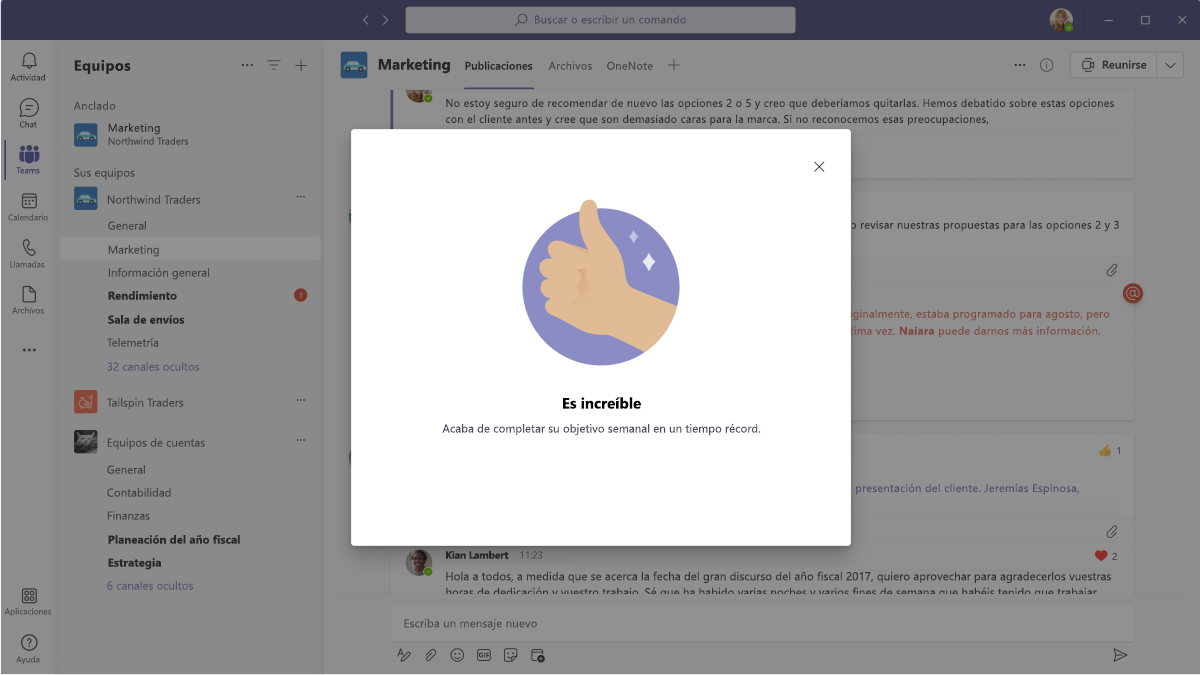 Buscar o escribir un comando
Actividad
Chat
Teams
Calendario
Llamadas
Archivos
Aplicaciones
Ayuda
Equipos
Anclado
Marketing
Northwind Traders
Sus equipos
Northwind Traders
General
Marketing
Información general
Rendimiento
1
Sala de envíos
Telemetría
32 canales ocultos
Tailspin Traders
Equipos de cuentas
General
Contabilidad
Finanzas
Planeación del año fiscal
Estrategia
6 canales ocultos
Marketing
Publicaciones
Archivos
OneNote
Reunirse
No estoy seguro de recomendar de nuevo las opciones 2 o 5 y creo que deberíamos quitarlas. Hemos debatido sobre estas opciones
con el cliente antes y cree que son demasiado caras para la marca. Si no reconocemos esas preocupaciones,
o revisar nuestras propuestas para las opciones 2 y 3
ginalmente, estaba programado para agosto, pero
tima vez. Naiara puede darnos más información.
@
1
presentación del cliente. Jeremías Espinosa,
Es increíble
Acaba de completar su objetivo semanal en un tiempo récord.
Kian Lambert 11:23
2
Hola a todos, a medida que se acerca la fecha del gran discurso del año fiscal 2017, quiero aprovechar para agradecerlos vuestras
horas de dedicación y vuestro trabajo. Sé que ha habido varias noches y varios fines de semana que habéis tenido que trabajar
Escriba un mensaje nuevo
GIF